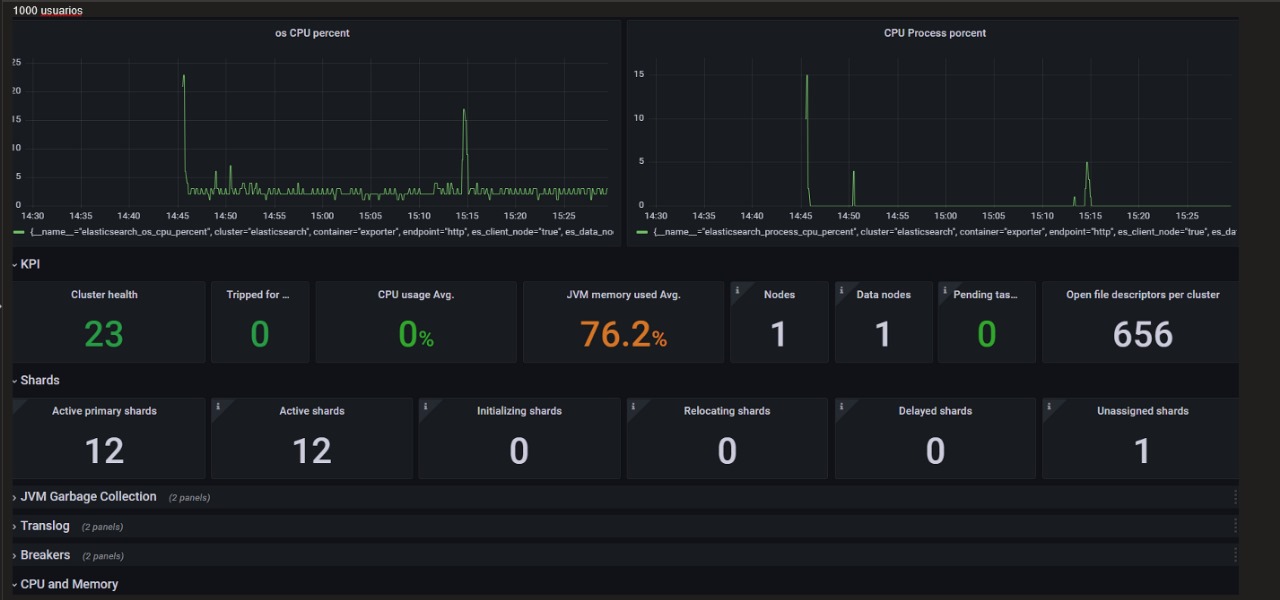 1000 usuarios
os CPU percent
25
20
15
10
5
0
14:30 14:35 14:40 14:45 14:50 14:55 15:00 15:05 15:10 15:15 15:20 15:25
{__name__="elasticsearch_os_cpu_percent", cluster="elasticsearch", container="exporter", endpoint="http", es_client_node="true", es_data_no
CPU Process porcent
15
10
5
0
14:30 14:35 14:40 14:45 14:50 14:55 15:00 15:05 15:10 15:15 15:20 15:25
{__name__="elasticsearch_process_cpu_percent", cluster="elasticsearch", container="exporter", endpoint="http", es_client_node="true", es_da
KPI
Cluster health
23
Tripped for ...
0
CPU usage Avg.
0%
JVM memory used Avg.
76.2%
Nodes
1
Data nodes
1
Pending tas...
0
Open file descriptors per cluster
656
Shards
Active primary shards
12
Active shards
12
Initializing shards
0
Relocating shards
0
Delayed shards
0
Unassigned shards
1
JVM Garbage Collection (2 panels)
Translog (2 panels)
Breakers (2 panels)
CPU and Memory